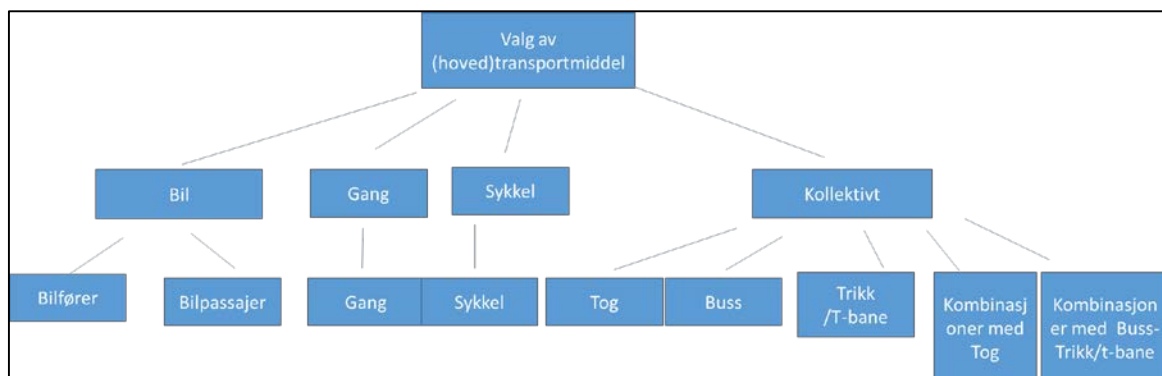 Valg av
(hoved)transportmiddel
Bil
Gang
Sykkel
Kollektivt
Bilfører
Bilpassajer
Gang
Sykkel
Tog
Buss
Trikk
/T-bane
Kombinasj
oner med
Tog
Kombinasjon
er med Buss-
Trikk/t-bane